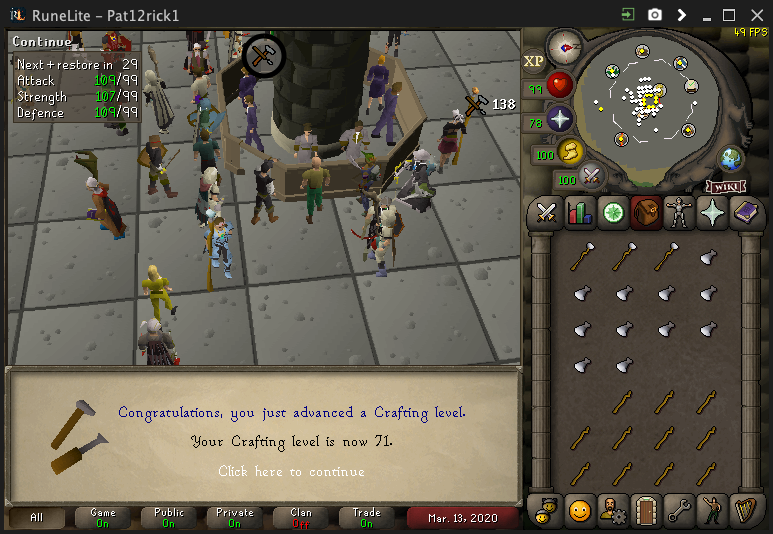 RuneLite - Pat12rick1
49 FPS
Continue
Next + restore in 29
Attack 109/99
Strength 107/99
Defence 109/99
138
XP
N
99
78
100
100
WIKI
Congratulations, you just advanced a Crafting level.
Your Crafting level is now 71.
Click here to continue
All
Game
On
Public
On
Private
On
Clan
Off
Trade
On
Mar. 13, 2020